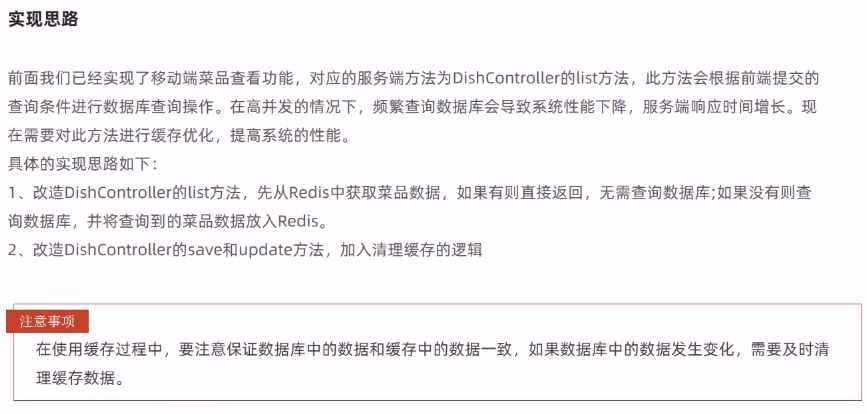 实现思路
前面我们已经实现了移动端菜品查看功能，对应的服务端方法为DishController的list方法，此方法会根据前端提交的
查询条件进行数据库查询操作。在高并发的情况下，频繁查询数据库会导致系统性能下降，服务端响应时间增长。现
在需要对此方法进行缓存优化，提高系统的性能。
具体的实现思路如下：
1、改造DishController的list方法，先从Redis中获取菜品数据，如果有则直接返回，无需查询数据库;如果没有则查
询数据库，并将查询到的菜品数据放入Redis。
2、改造DishController的save和update方法，加入清理缓存的逻辑
注意事项
在使用缓存过程中，要注意保证数据库中的数据和缓存中的数据一致，如果数据库中的数据发生变化，需要及时清
理缓存数据。